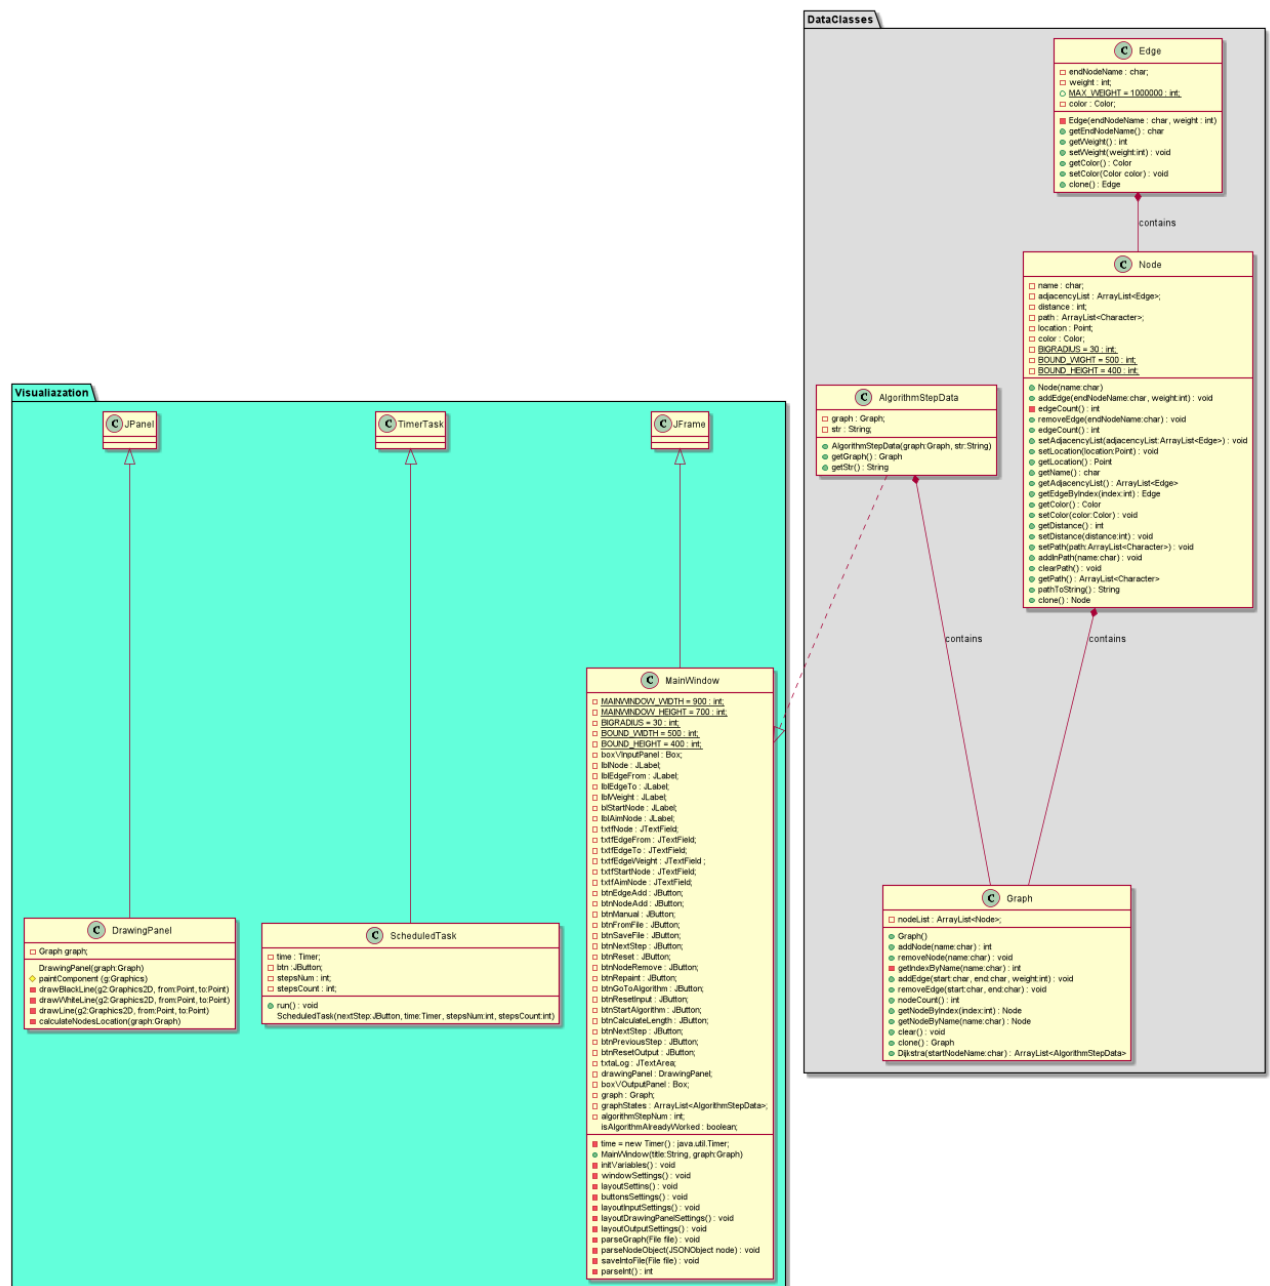 DataClasses
C Edge
endNodeName : char;
weight : int;
MAX_WEIGHT = 1000000 : int;
color : Color;
Edge(endNodeName : char, weight : int)
getEndNodeName() : char
getWeight() : int
setWeight(weight:int) : void
getColor() : Color
setColor(Color color) : void
clone() : Edge
contains
C Node
name : char;
adjacencyList : ArrayList<Edge>;
distance : int;
path : ArrayList<Character>;
location : Point;
color : Color;
BIGRADIUS = 30 : int;
BOUND_WIGHT = 500 : int;
BOUND_HEIGHT = 400 : int;
Node(name:char)
addEdge(endNodeName:char, weight:int) : void
edgeCount() : int
removeEdge(endNodeName:char) : void
edgeCount() : int
setAdjacencyList(adjacencyList:ArrayList<Edge>) : void
setLocation(location:Point) : void
getLocation() : Point
getName() : char
getAdjacencyList() : ArrayList<Edge>
getEdgeByIndex(index:int) : Edge
getColor() : Color
setColor(color:Color) : void
getDistance() : int
setDistance(distance:int) : void
setPath(path:ArrayList<Character>) : void
addInPath(name:char) : void
clearPath() : void
getPath() : ArrayList<Character>
pathToString() : String
clone() : Node
C AlgorithmStepData
graph : Graph;
str : String;
AlgorithmStepData(graph:Graph, str:String)
getGraph() : Graph
getStr() : String
contains
contains
C Graph
nodeList : ArrayList<Node>;
Graph()
addNode(name:char) : int
removeNode(name:char) : void
getIndexByName(name:char) : int
addEdge(start:char, end:char, weight:int) : void
removeEdge(start:char, end:char) : void
nodeCount() : int
getNodeByIndex(index:int) : Node
getNodeByName(name:char) : Node
clear() : void
clone() : Graph
Dijkstra(startNodeName:char) : ArrayList<AlgorithmStepData>
Visualiazation
C JPanel
C TimerTask
C JFrame
C DrawingPanel
Graph graph;
DrawingPanel(graph:Graph)
paintComponent (g:Graphics)
drawBlackLine(g2:Graphics2D, from:Point, to:Point)
drawWhiteLine(g2:Graphics2D, from:Point, to:Point)
drawLine(g2:Graphics2D, from:Point, to:Point)
calculateNodesLocation(graph:Graph)
C ScheduledTask
time : Timer;
btn :JButton;
stepsNum : int;
stepsCount : int;
run() : void
ScheduledTask(nextStep:JButton, time:Timer, stepsNum:int, stepsCount:int)
C MainWindow
MAINWINDOW_WIDTH = 900 : int;
MAINWINDOW_HEIGHT = 700 : int;
BIGRADIUS = 30 : int;
BOUND_WIDTH = 500 : int;
BOUND_HEIGHT = 400 : int;
boxVInputPanel : Box;
lblNode : JLabel;
lblEdgeFrom : JLabel;
lblEdgeTo : JLabel;
lblWeight : JLabel;
blStartNode : JLabel;
lblAimNode : JLabel;
txtfNode : JTextField;
txtfEdgeFrom : JTextField;
txtfEdgeTo : JTextField;
txtfEdgeWeight : JTextField ;
txtfStartNode : JTextField;
txtfAimNode : JTextField;
btnEdgeAdd : JButton;
btnNodeAdd : JButton;
btnManual : JButton;
btnFromFile : JButton;
btnSaveFile : JButton;
btnNextStep : JButton;
btnReset : JButton;
btnNodeRemove : JButton;
btnRepaint : JButton;
btnGoToAlgorithm : JButton;
btnResetInput : JButton;
btnStartAlgorithm : JButton;
btnCalculateLength : JButton;
btnNextStep : JButton;
btnPreviousStep : JButton;
btnResetOutput : JButton;
txtaLog : JTextArea;
drawingPanel : DrawingPanel;
boxVOutputPanel : Box;
graph : Graph;
graphStates : ArrayList<AlgorithmStepData>;
algorithmStepNum : int;
isAlgorithmAlreadyWorked : boolean;
time = new Timer() : java.util.Timer;
MainWindow(title:String, graph:Graph)
initVariables() : void
windowSettings() : void
layoutSettins() : void
buttonsSettings() : void
layoutInputSettings() : void
layoutDrawingPanelSettings() : void
layoutOutputSettings() : void
parseGraph(File file) : void
parseNodeObject(JSONObject node) : void
saveIntoFile(File file) : void
parseInt() : int